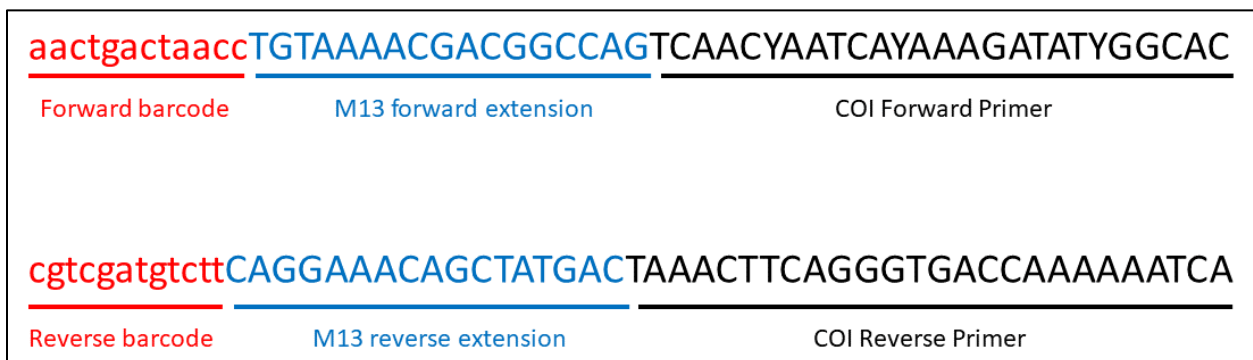 aactgactaaccTGTAAAACGACGGCCAGTCAACYAATCAYAAAGATATYGGCAC
Forward barcode M13 forward extension COI Forward Primer
cgtcgatgtcttCAGGAAACAGCTATGACTAAACTTCAGGGTGACCAAAAAATCA
Reverse barcode M13 reverse extension COI Reverse Primer